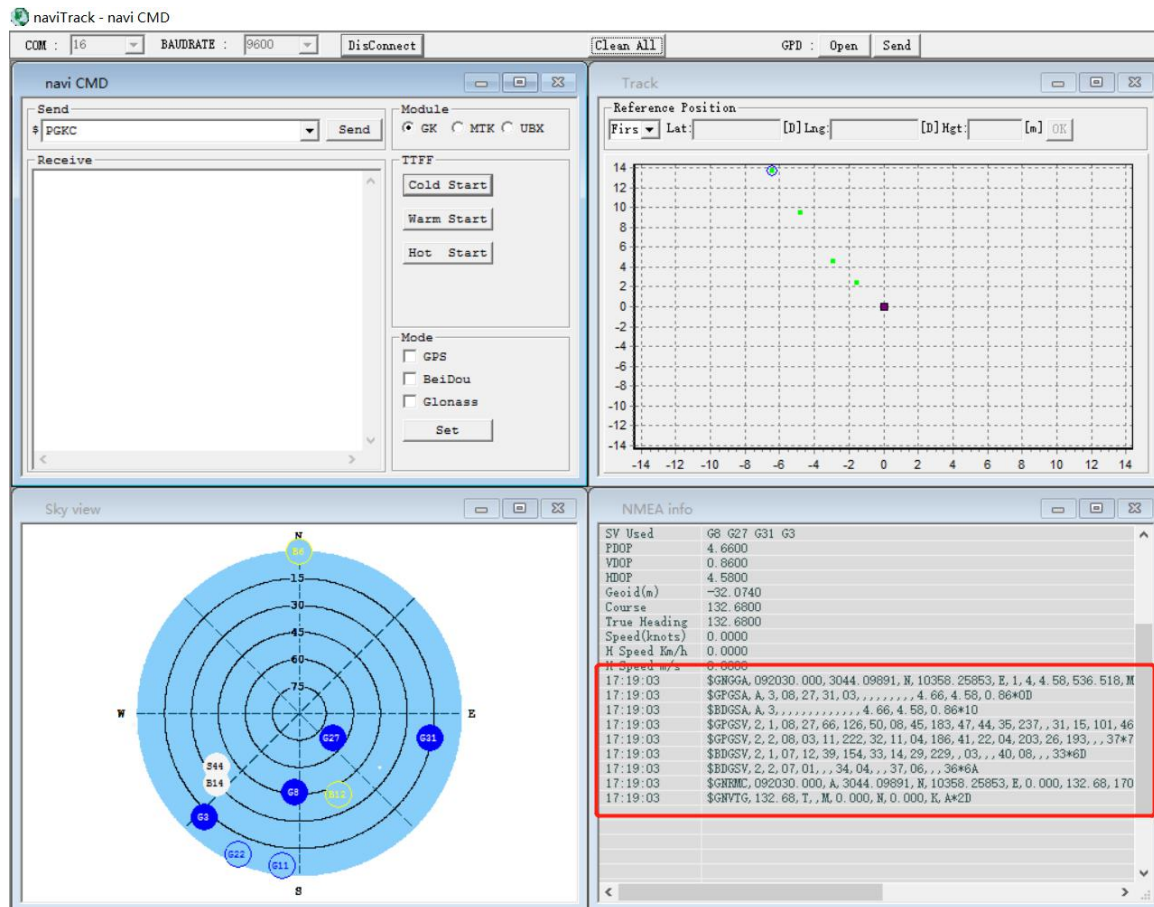 naviTrack - navi CMD
COM : 16 BAUDRATE : 9600 DisConnect Clean All GPD : Open Send
navi CMD
Send
$ PGKC Send
Module
GK MTK UBX
Receive
TTFF
Cold Start
Warm Start
Hot Start
Mode
GPS
BeiDou
Glonass
Set
Track
Reference Position
Firs Lat: [D] Lng: [D] Hgt: [m] OK
14
12
10
8
6
4
2
0
-2
-4
-6
-8
-10
-12
-14
-14 -12 -10 -8 -6 -4 -2 0 2 4 6 8 10 12 14
Sky view
N
15
30
45
60
75
W
E
G27
G31
S44
B14
G8
B12
G3
G22
G11
S
NMEA info
SV Used G8 G27 G31 G3
PDOP 4.6600
VDOP 0.8600
HDOP 4.5800
Geoid(m) -32.0740
Course 132.6800
True Heading 132.6800
Speed(knots) 0.0000
H Speed Km/h 0.0000
H Speed m/s 0.0000
17:19:03 $GNGGA,092030.000,3044.09891,N,10358.25853,E,1,4,4.58,536.518,M
17:19:03 $GPGSA,A,3,08,27,31,03,,,,,,,,,4.66,4.58,0.86*0D
17:19:03 $BDGSA,A,3,,,,,,,,,,,,,4.66,4.58,0.86*10
17:19:03 $GPGSV,2,1,08,27,66,126,50,08,45,183,47,44,35,237,,31,15,101,46
17:19:03 $GPGSV,2,2,08,03,11,222,32,11,04,186,41,22,04,203,26,193,,,37*7
17:19:03 $BDGSV,2,1,07,12,39,154,33,14,29,229,,03,,,40,08,,,33*6D
17:19:03 $BDGSV,2,2,07,01,,,34,04,,,37,06,,,36*6A
17:19:03 $GNRMC,092030.000,A,3044.09891,N,10358.25853,E,0.000,132.68,170
17:19:03 $GNVTG,132.68,T,,M,0.000,N,0.000,K,A*2D